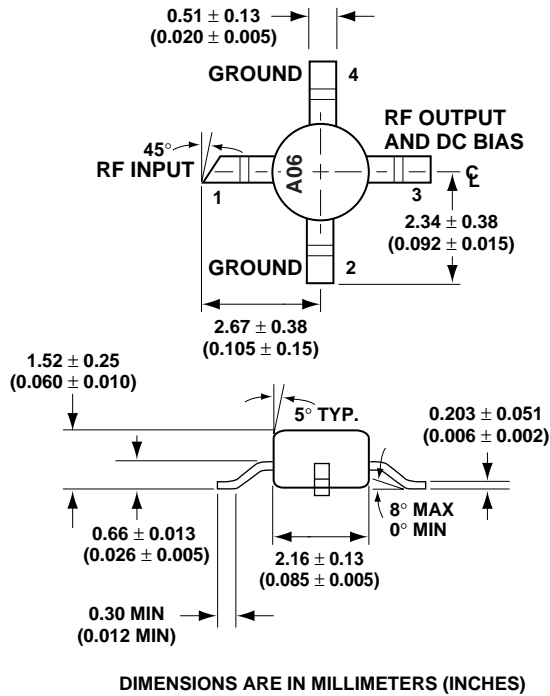 0.51 ± 0.13
(0.020 ± 0.005)
GROUND
4
RF OUTPUT
AND DC BIAS
45°
RF INPUT
A06
C
L
1
3
2.34 ± 0.38
(0.092 ± 0.015)
GROUND
2
2.67 ± 0.38
(0.105 ± 0.15)
1.52 ± 0.25
(0.060 ± 0.010)
5° TYP.
0.203 ± 0.051
(0.006 ± 0.002)
8° MAX
0° MIN
0.66 ± 0.013
(0.026 ± 0.005)
2.16 ± 0.13
(0.085 ± 0.005)
0.30 MIN
(0.012 MIN)
DIMENSIONS ARE IN MILLIMETERS (INCHES)